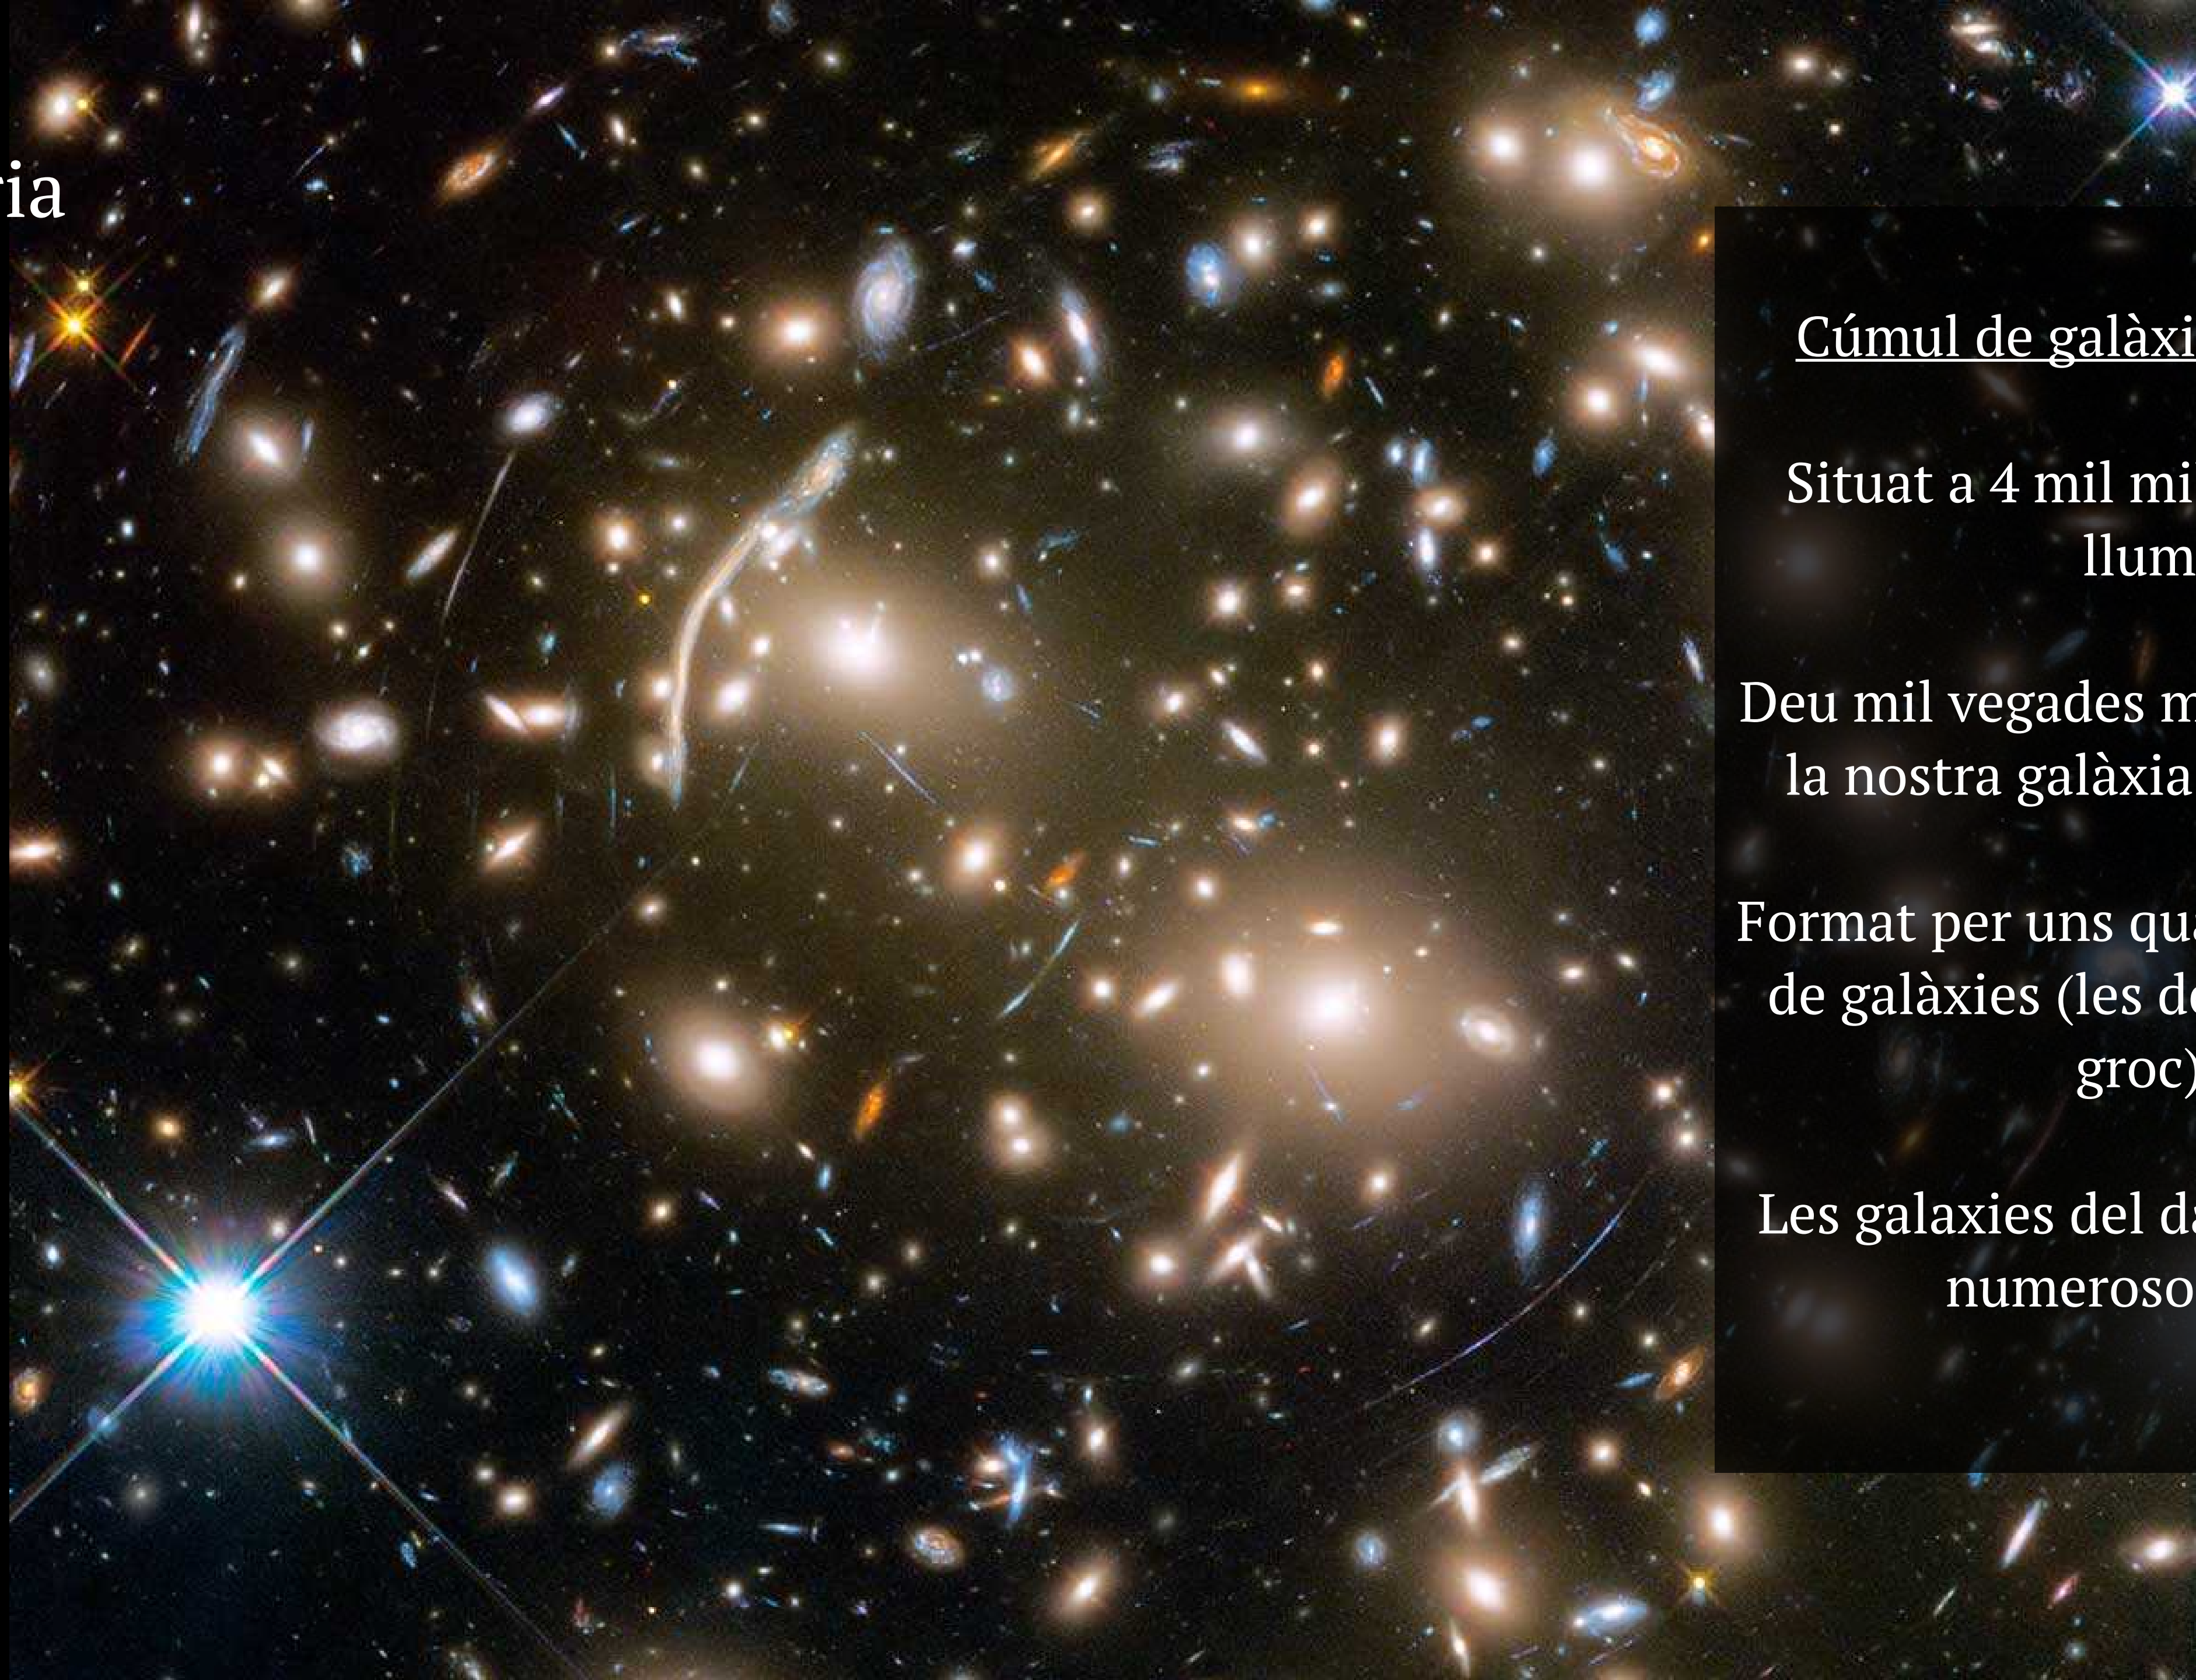 Cúmul de galàxi
Situat a 4 mil mi
llum
Deu mil vegades m
la nostra galàxia
Format per uns qu
de galàxies (les d
groc)
Les galaxies del d
numeroso
ia